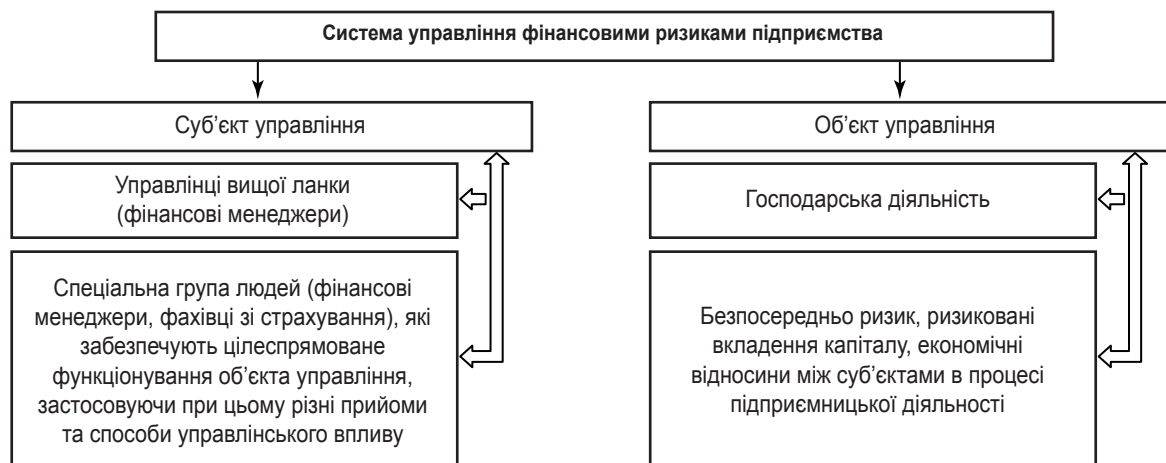 Система управління фінансовими ризиками підприємства
Суб’єкт управління
Управлінці вищої ланки
(фінансові менеджери)
Спеціальна група людей (фінансові
менеджери, фахівці зі страхування), які
забезпечують цілеспрямоване
функціонування об’єкта управління,
застосовуючи при цьому різні прийоми
та способи управлінського впливу
Об’єкт управління
Господарська діяльність
Безпосередньо ризик, ризиковані
вкладення капіталу, економічні
відносини між суб’єктами в процесі
підприємницької діяльності